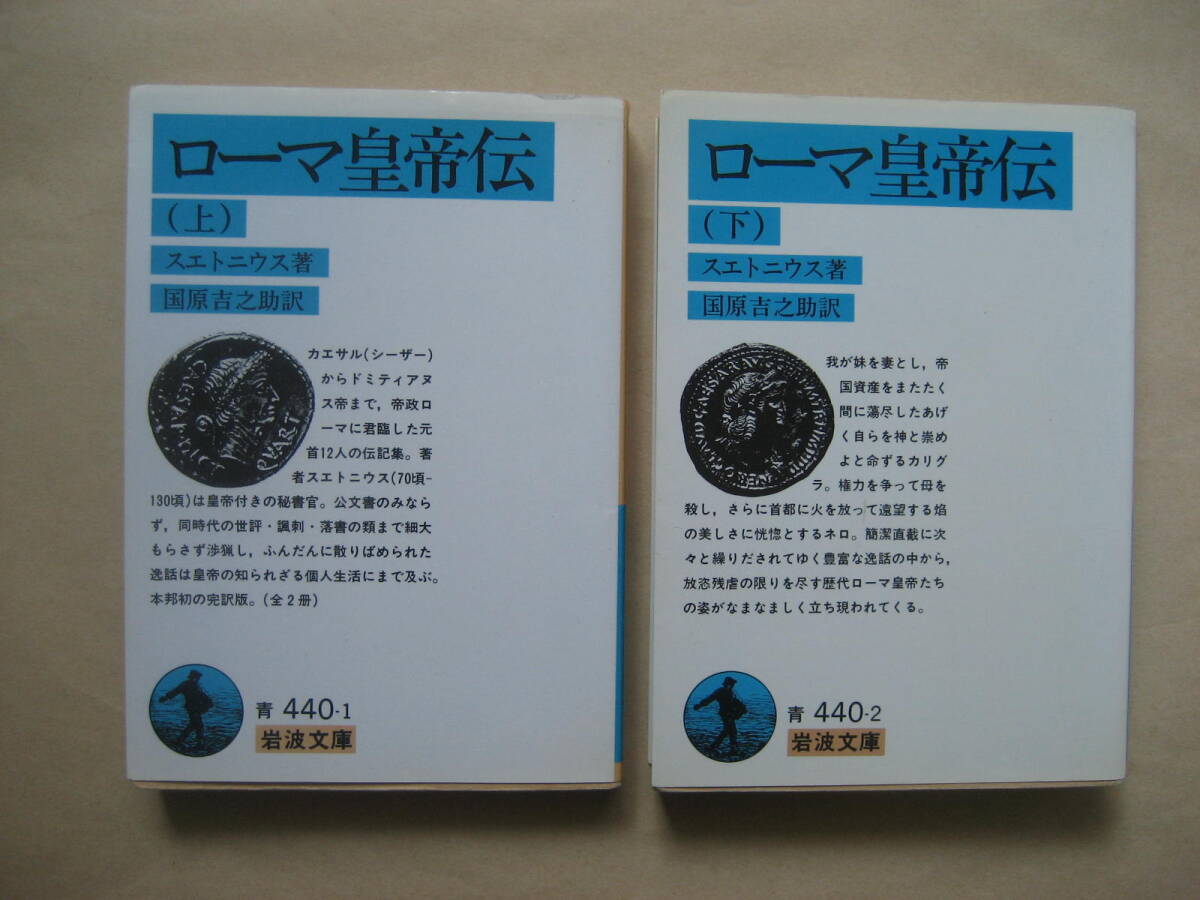 ローマ皇帝伝
(上)
スエトニウス著
国原吉之助訳
カエサル(シーザー)
からドミティアヌ
ス帝まで,帝政ロ
ーマに君臨した元
首12人の伝記集。著
者スエトニウス(70頃-
130頃)は皇帝付きの秘書官。公文書のみなら
ず,同時代の世評・諷刺・落書の類まで細大
もらさず渉猟し,ふんだんに散りばめられた
逸話は皇帝の知られざる個人生活にまで及ぶ。
本邦初の完訳版。(全2冊)
青 440-1
岩波文庫
ローマ皇帝伝
(下)
スエトニウス著
国原吉之助訳
我が妹を妻とし,帝
国資産をまたたく
間に蕩尽したあげ
く自らを神と崇め
よと命ずるカリグ
ラ。権力を争って母を
殺し,さらに首都に火を放って遠望する焰
の美しさに恍惚とするネロ。簡潔直截に次
々と繰りだされてゆく豊富な逸話の中から,
放恣残虐の限りを尽す歴代ローマ皇帝たち
の姿がなまなましく立ち現われてくる。
青 440-2
岩波文庫